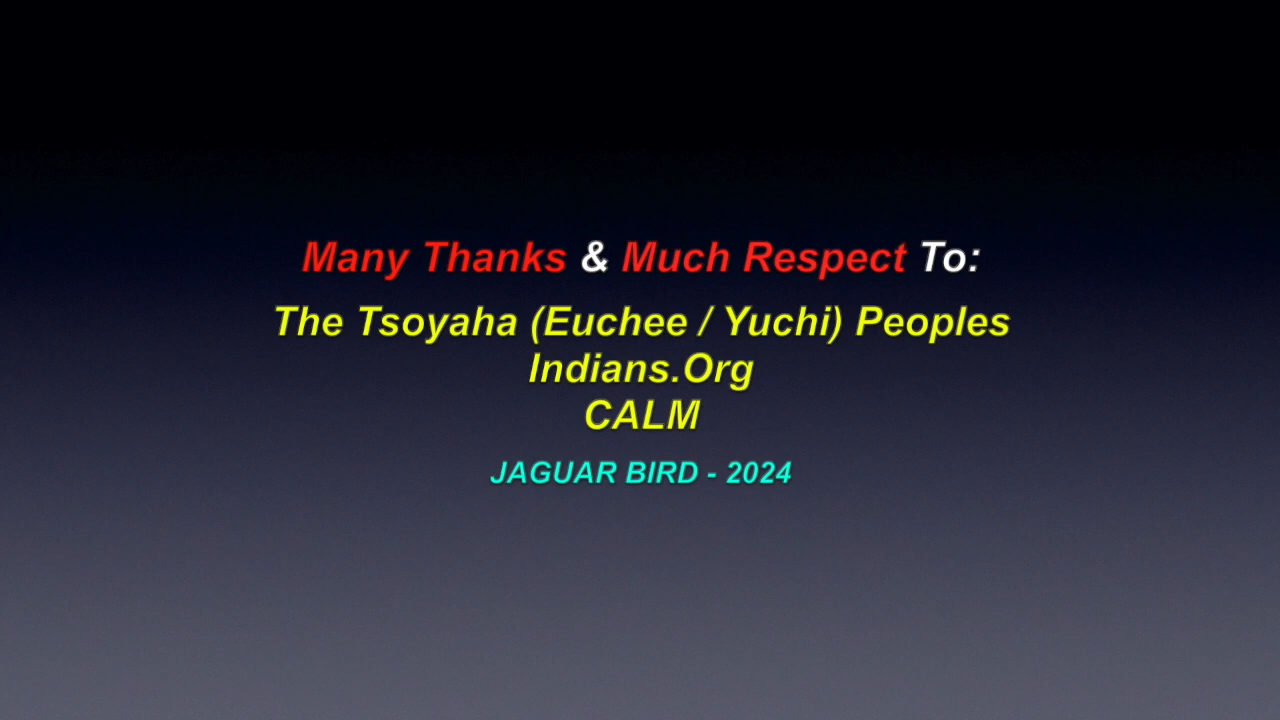 Many Thanks & Much Respect To:
The Tsoyaha (Euchee / Yuchi) Peoples
Indians.Org
CALM
JAGUAR BIRD - 2024